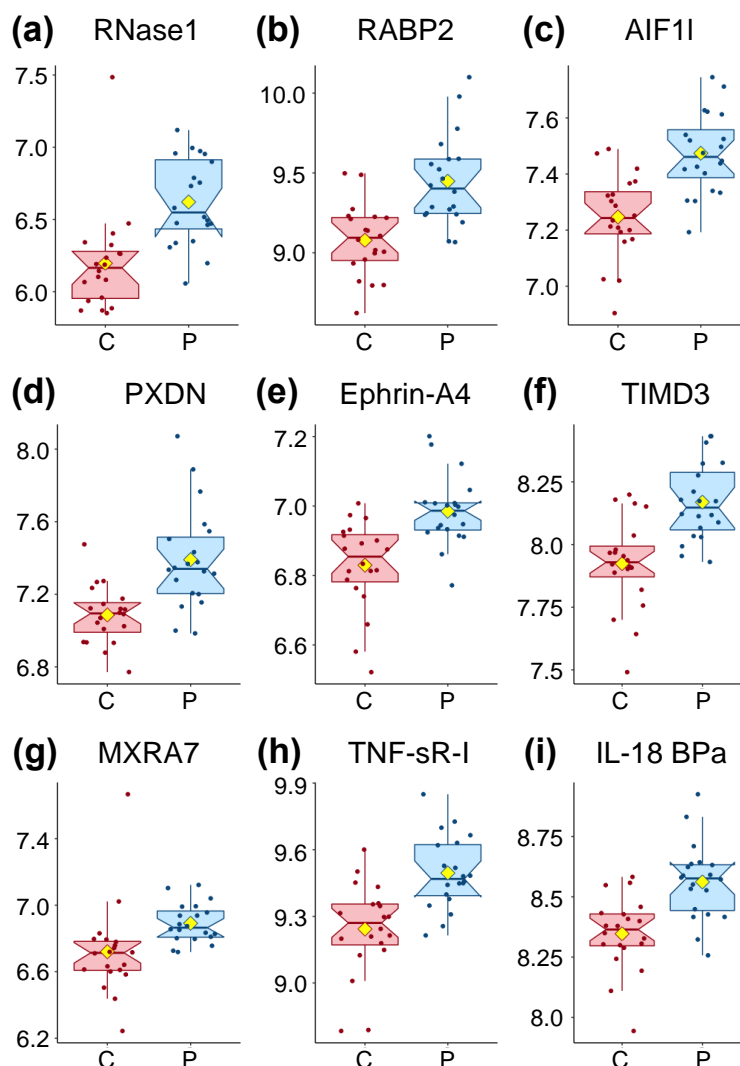 (a) RNase1
7.5
7.0
6.5
6.0
C P
(b) RABP2
10.0
9.5
9.0
C P
(c) AIF1l
7.6
7.4
7.2
7.0
C P
(d) PXDN
8.0
7.6
7.2
6.8
C P
(e) Ephrin-A4
7.2
7.0
6.8
6.6
C P
(f) TIMD3
8.25
8.0
7.75
7.5
C P
(g) MXRA7
7.4
7.0
6.6
6.2
C P
(h) TNF-sR-I
9.9
9.6
9.3
9.0
C P
(i) IL-18 BPa
8.75
8.5
8.25
8.0
C P